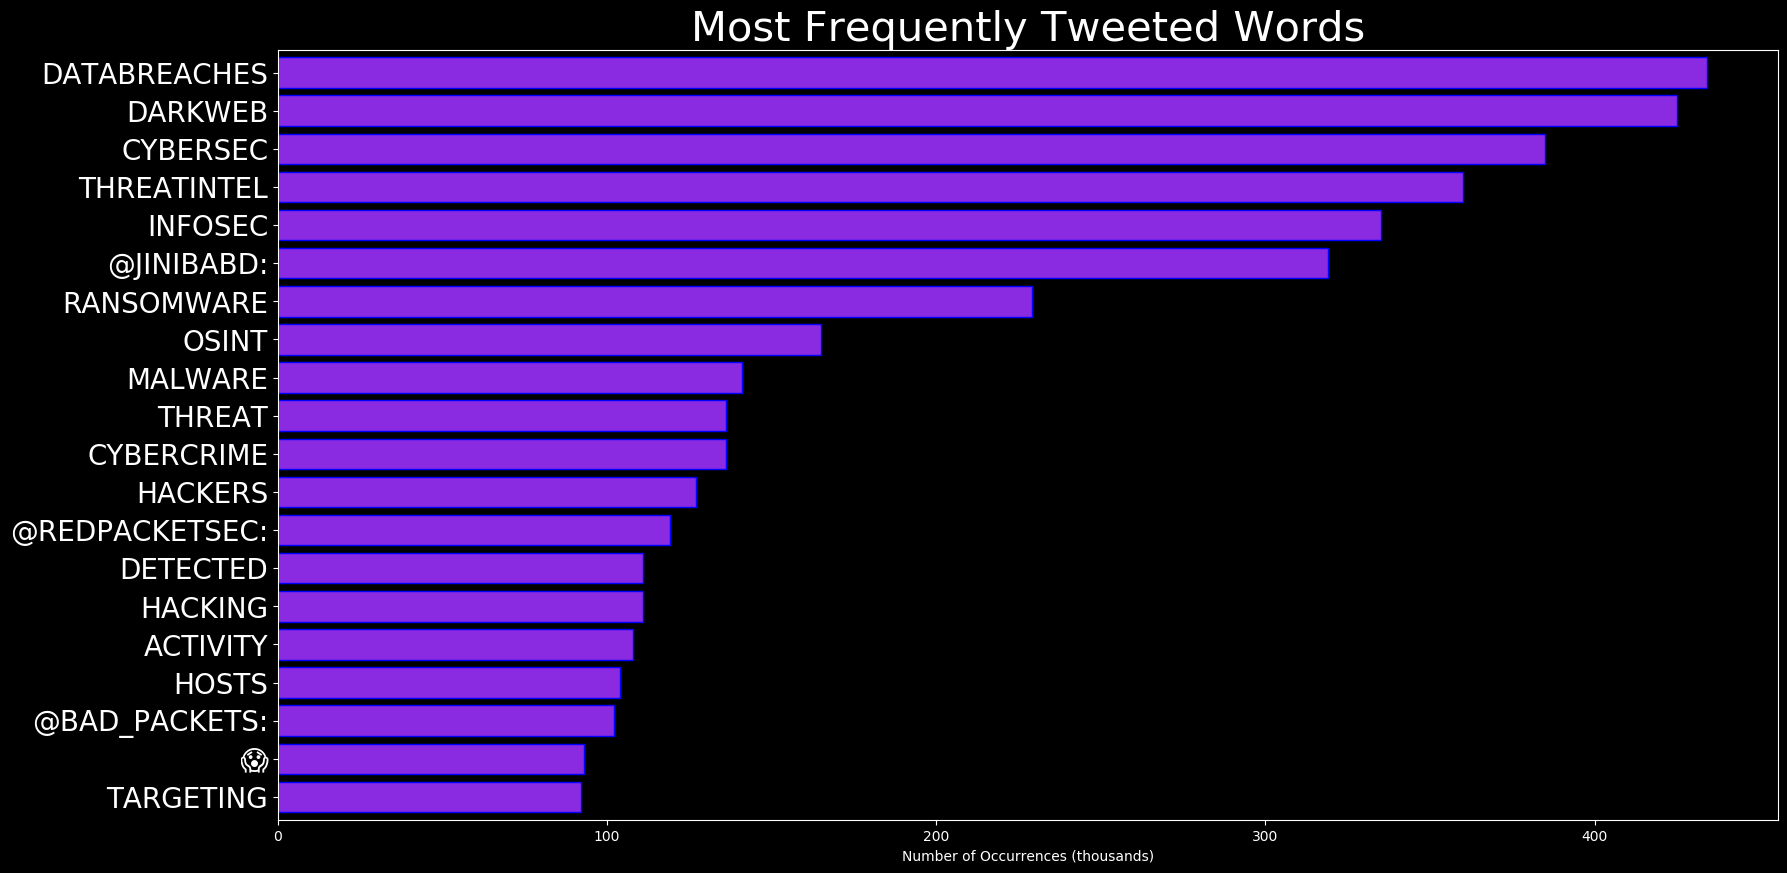 Most Frequently Tweeted Words
DATABREACHES
DARKWEB
CYBERSEC
THREATINTEL
INFOSEC
@JINIBABD:
RANSOMWARE
OSINT
MALWARE
THREAT
CYBERCRIME
HACKERS
@REDPACKETSEC:
DETECTED
HACKING
ACTIVITY
HOSTS
@BAD_PACKETS:
😱
TARGETING
0 100 200 300 400
Number of Occurrences (thousands)